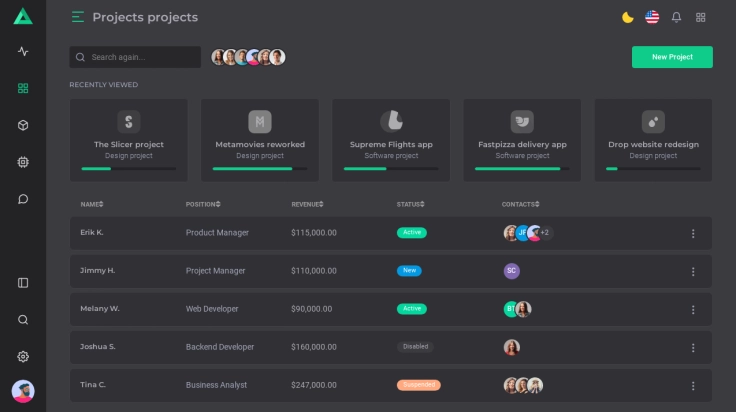 Projects projects
Search again...
New Project
RECENTLY VIEWED
The Slicer project
Design project
Metamovies reworked
Design project
Supreme Flights app
Software project
Fastpizza delivery app
Software project
Drop website redesign
Design project
NAME POSITION REVENUE STATUS CONTACTS
Erik K. Product Manager $115,000.00 Active +2
Jimmy H. Project Manager $110,000.00 New SC
Melany W. Web Developer $90,000.00 Active
Joshua S. Backend Developer $160,000.00 Disabled
Tina C. Business Analyst $247,000.00 Suspended